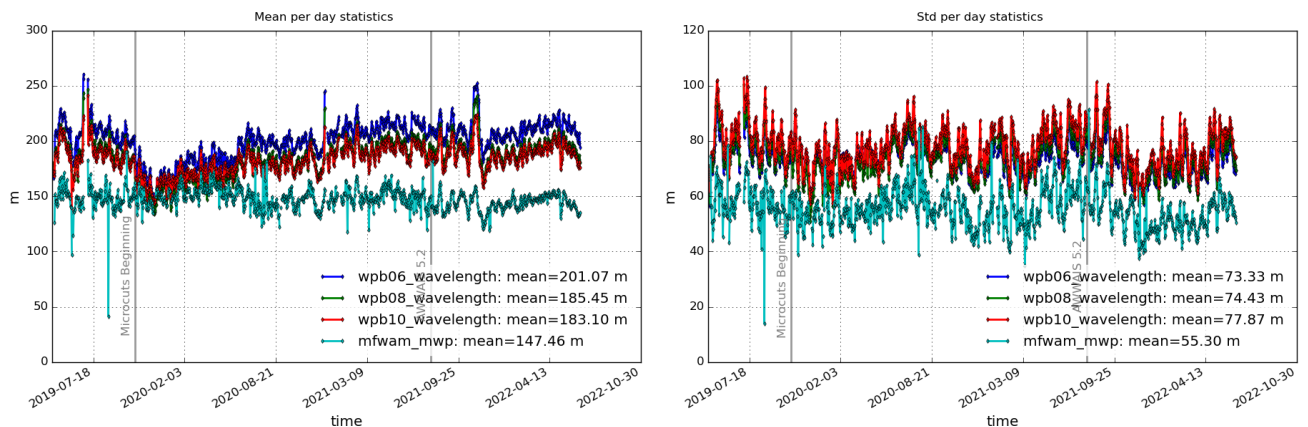 Mean per day statistics
300
250
200
150
100
50
0
m
Microcuts Beginning
AWWAIS 5.2
wpb06_wavelength: mean=201.07 m
wpb08_wavelength: mean=185.45 m
wpb10_wavelength: mean=183.10 m
mfwam_mwp: mean=147.46 m
2019-07-18
2020-02-03
2020-08-21
2021-03-09
2021-09-25
2022-04-13
2022-10-30
time
Std per day statistics
120
100
80
60
40
20
0
m
Microcuts Beginning
AWWAIS 5.2
wpb06_wavelength: mean=73.33 m
wpb08_wavelength: mean=74.43 m
wpb10_wavelength: mean=77.87 m
mfwam_mwp: mean=55.30 m
2019-07-18
2020-02-03
2020-08-21
2021-03-09
2021-09-25
2022-04-13
2022-10-30
time